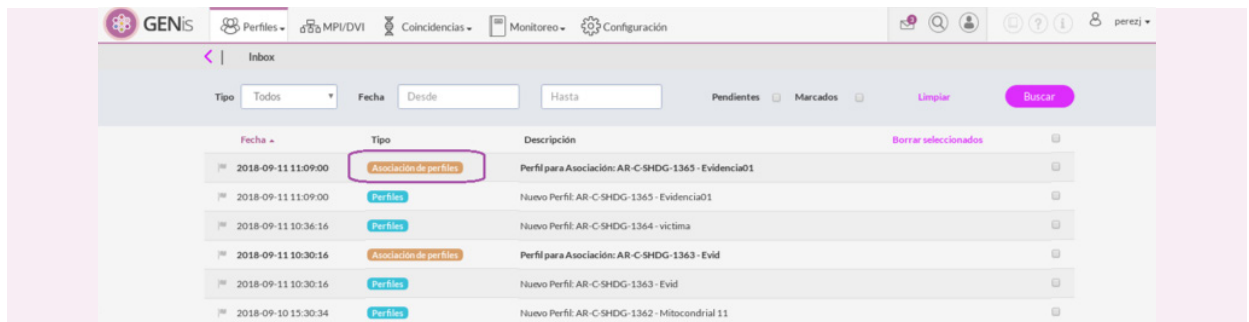 GENis Perfiles MPI/DVI Coincidencias Monitoreo Configuración 3 perezj
Inbox
Tipo Todos Fecha Desde Hasta Pendientes Marcados Limpiar Buscar
Fecha Tipo Descripción Borrar seleccionados
2018-09-11 11:09:00 Asociación de perfiles Perfil para Asociación: AR-C-SHDG-1365 - Evidencia01
2018-09-11 11:09:00 Perfiles Nuevo Perfil: AR-C-SHDG-1365 - Evidencia01
2018-09-11 10:36:16 Perfiles Nuevo Perfil: AR-C-SHDG-1364 - victima
2018-09-11 10:30:16 Asociación de perfiles Perfil para Asociación: AR-C-SHDG-1363 - Evid
2018-09-11 10:30:16 Perfiles Nuevo Perfil: AR-C-SHDG-1363 - Evid
2018-09-10 15:30:34 Perfiles Nuevo Perfil: AR-C-SHDG-1362 - Mitocondrial 11